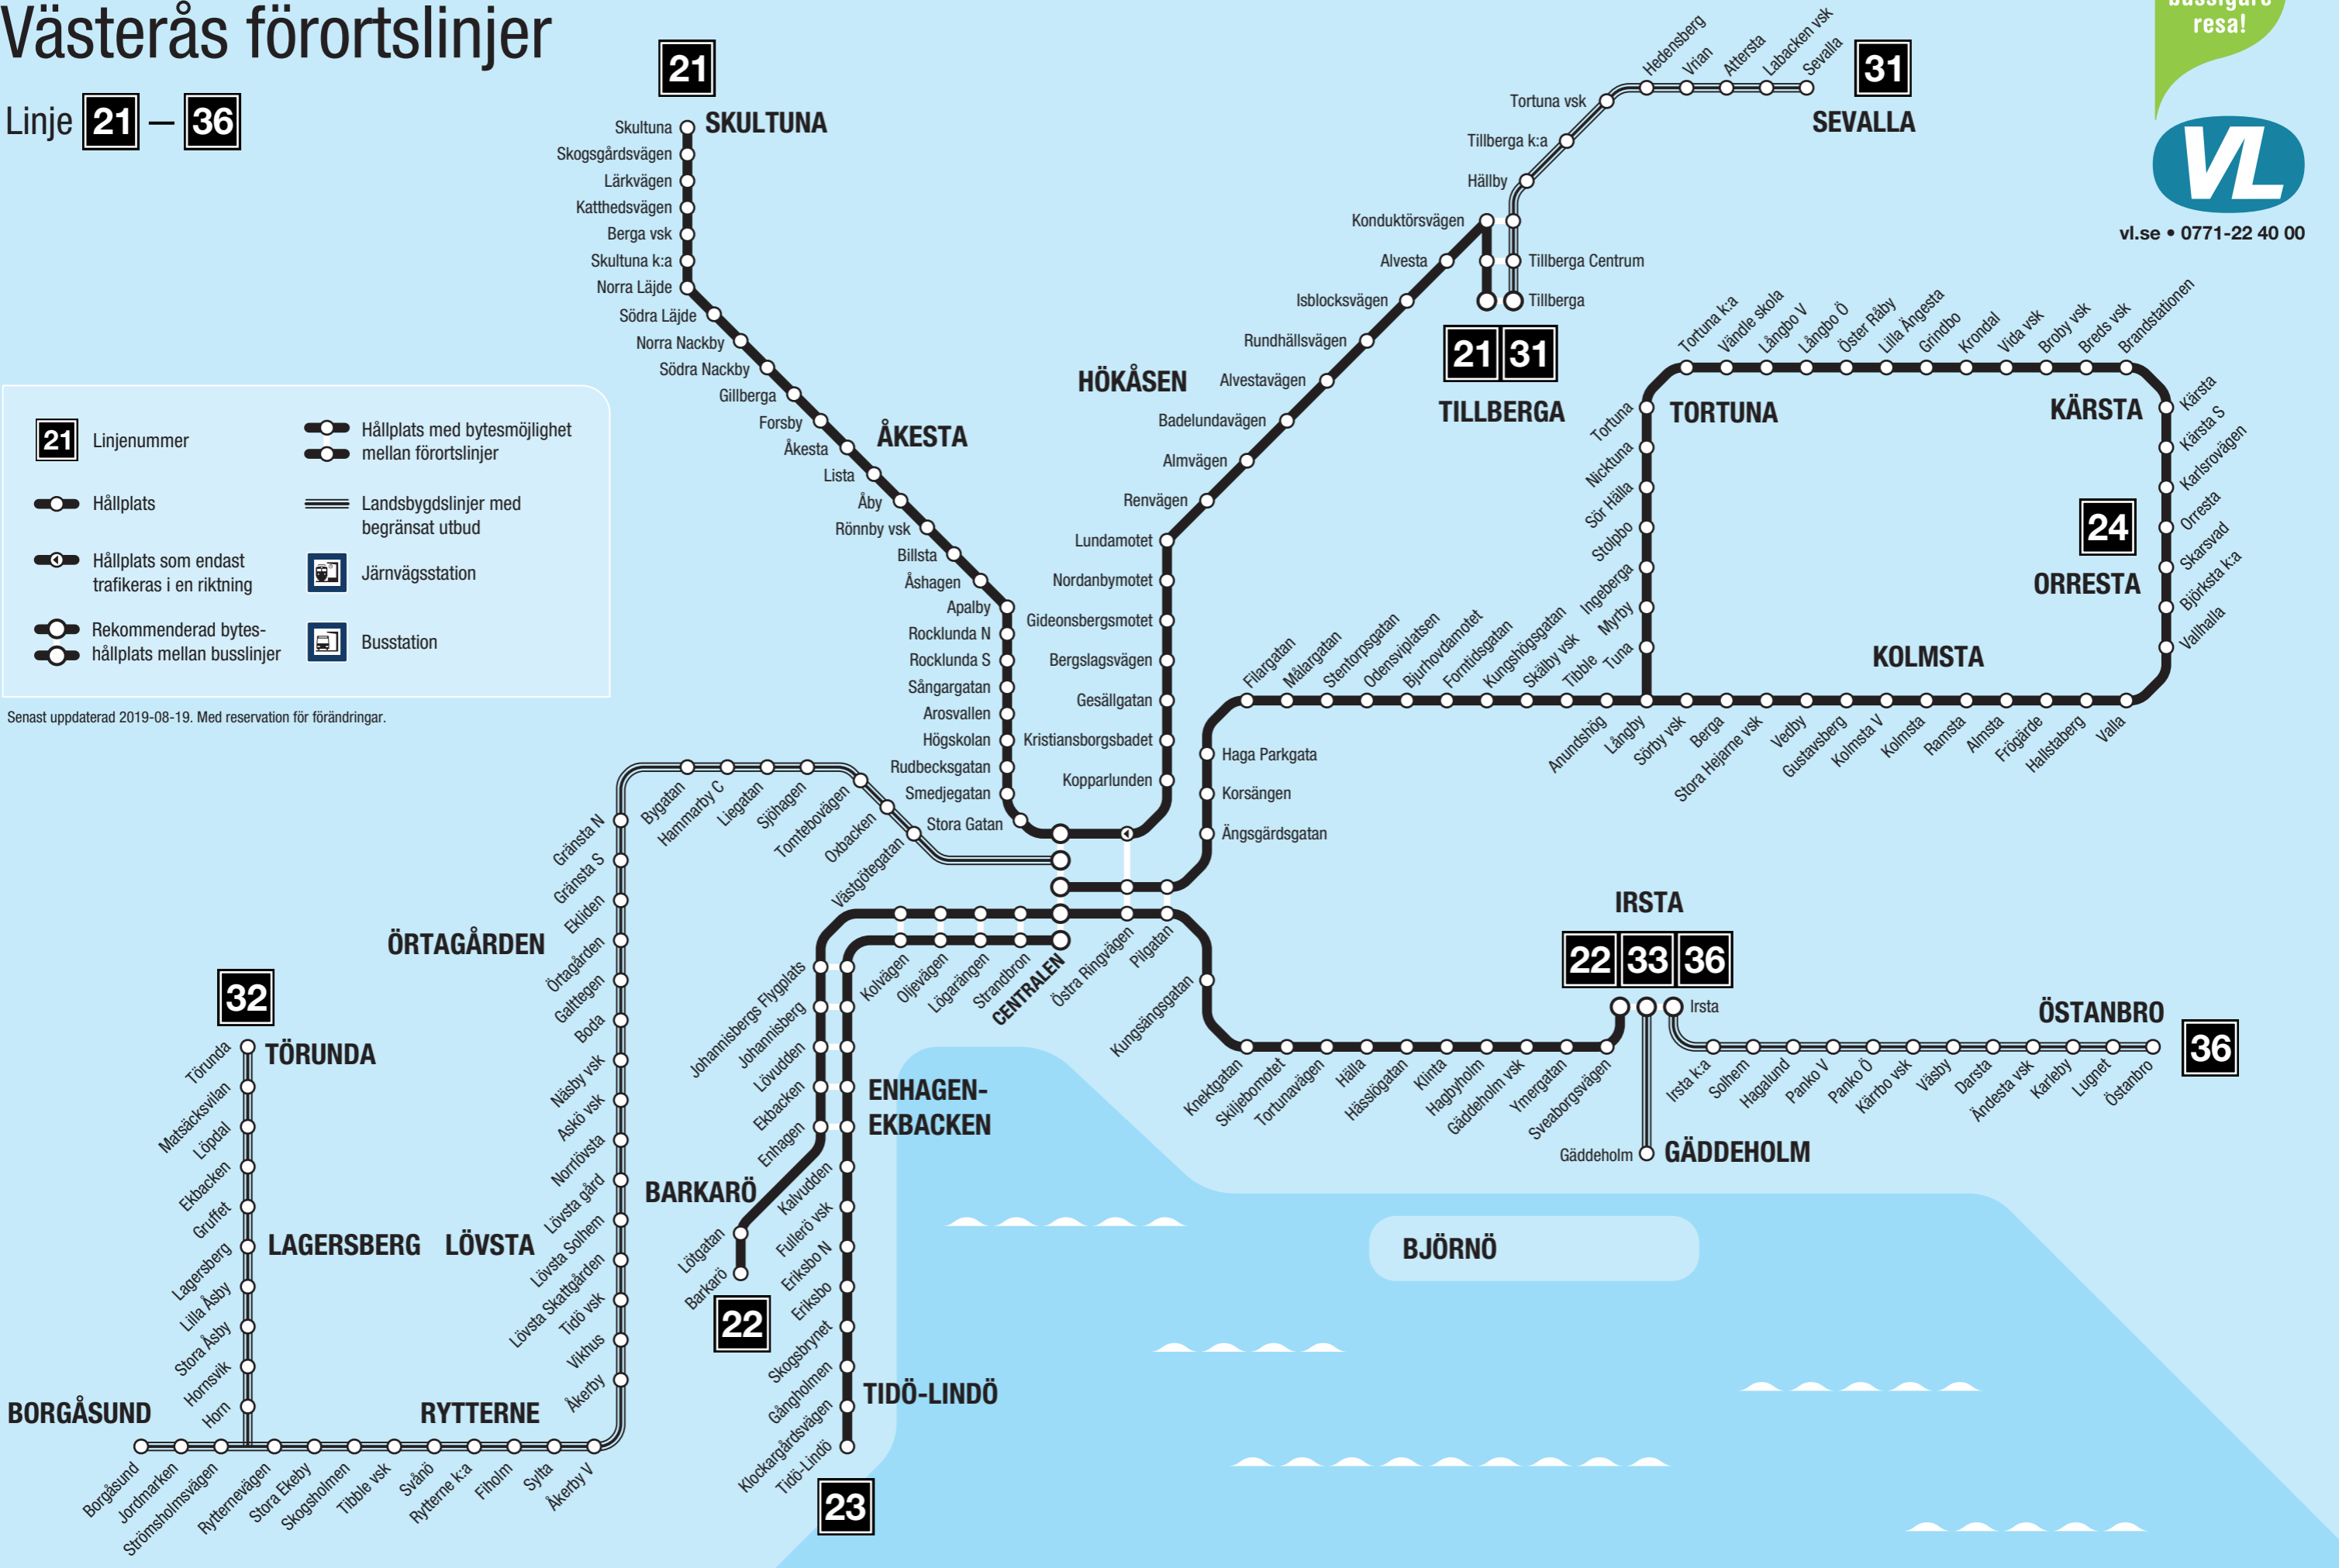 Västerås förortslinjer
Linje 21 – 36
resa!
VL
vl.se • 0771-22 40 00
21 Linjenummer
Hållplats
Hållplats som endast
trafikeras i en riktning
Rekommenderad bytes-
hållplats mellan busslinjer
Hållplats med bytesmöjlighet
mellan förortslinjer
Landsbygdslinjer med
begränsat utbud
Järnvägsstation
Busstation
Senast uppdaterad 2019-08-19. Med reservation för förändringar.
21
SKULTUNA
Skultuna
Skogsgårdsvägen
Lärkvägen
Katthedsvägen
Berga vsk
Skultuna k:a
Norra Läjde
Södra Läjde
Norra Nackby
Södra Nackby
Gillberga
Forsby
Åkesta
ÅKESTA
Lista
Åby
Rönnby vsk
Billsta
Åshagen
Apalby
Rocklunda N
Rocklunda S
Sångargatan
Arosvallen
Högskolan
Rudbecksgatan
Smedjegatan
Stora Gatan
31
SEVALLA
Sevalla
Labacken vsk
Attersta
Vrian
Hedensberg
Tortuna vsk
Tillberga k:a
Hällby
Konduktörsvägen
Tillberga Centrum
Tillberga
21 31
TILLBERGA
Alvesta
Isblocksvägen
Rundhällsvägen
HÖKÅSEN
Alvestavägen
Badelundavägen
Almvägen
Renvägen
Lundamotet
Nordanbymotet
Gideonsbergsmotet
Bergslagsvägen
Gesällgatan
Kristiansborgsbadet
Kopparlunden
Tortuna k:a
Vändle skola
Långbo V
Långbo Ö
Öster Råby
Lilla Ängesta
Grindbo
Krondal
Vida vsk
Broby vsk
Breds vsk
Brandstationen
TORTUNA
KÄRSTA
Kärsta
Kärsta S
Karlsrovägen
24
Orresta
ORRESTA
Skarsvad
Björksta k:a
Vallhalla
Tortuna
Nicktuna
Sör Hälla
Stolpbo
Ingeberga
Myrby
Tuna
KOLMSTA
Filargatan
Målargatan
Stentorpsgatan
Odensviplatsen
Bjurhovdamotet
Forntidsgatan
Kungshögsgatan
Skälby vsk
Tibble
Anundshög
Långby
Sörby vsk
Berga
Stora Hejarne vsk
Vedby
Gustavsberg
Kolmsta V
Kolmsta
Ramsta
Almsta
Frögärde
Hallstaberg
Valla
Haga Parkgata
Korsängen
Ängsgärdsgatan
Bygatan
Hammarby C
Liegatan
Sjöhagen
Tomtebovägen
Oxbacken
Västgötegatan
Gränsta N
Gränsta S
Ekliden
ÖRTAGÅRDEN
Örtagården
Galttegen
Boda
Näsby vsk
Askö vsk
Norrlövsta
Lövsta gård
LÖVSTA
Lövsta Solhem
Lövsta Skattgården
Tidö vsk
Vikhus
Åkerby
32
TÖRUNDA
Törunda
Matsäcksvilan
Löpdal
Ekbacken
Gruffet
Lagersberg
LAGERSBERG
Lilla Åsby
Stora Åsby
Hornsvik
Horn
BORGÅSUND
RYTTERNE
Borgåsund
Jordmarken
Strömsholmsvägen
Ryttern­evägen
Stora Ekeby
Skogsholmen
Tibble vsk
Svånö
Rytterne k:a
Fiholm
Sylta
Åkerby V
Kolvägen
Oljevägen
Lögarängen
Strandbron
CENTRALEN
Östra Ringvägen
Pilgatan
Johannisbergs Flygplats
Johannisberg
Lövudden
Ekbacken
Enhagen
ENHAGEN-
EKBACKEN
BARKARÖ
Lötgatan
Barkarö
22
Kalvudden
Fullerö vsk
Eriksbo N
Eriksbo
Skogsbrynet
Gångholmen
Klockargårdsvägen
Tidö-Lindö
TIDÖ-LINDÖ
23
Kungsängsgatan
Knektgatan
Skiljebomotet
Tortunavägen
Hälla
Hässlögatan
Klinta
Hagbyholm
Gäddeholm vsk
Ymergatan
Sveaborgsvägen
IRSTA
22 33 36
Irsta
Gäddeholm
GÄDDEHOLM
ÖSTANBRO
36
Irsta k:a
Solhem
Hagalund
Panko V
Panko Ö
Kärrbo vsk
Väsby
Darsta
Ändesta vsk
Karleby
Lugnet
Östanbro
BJÖRNÖ